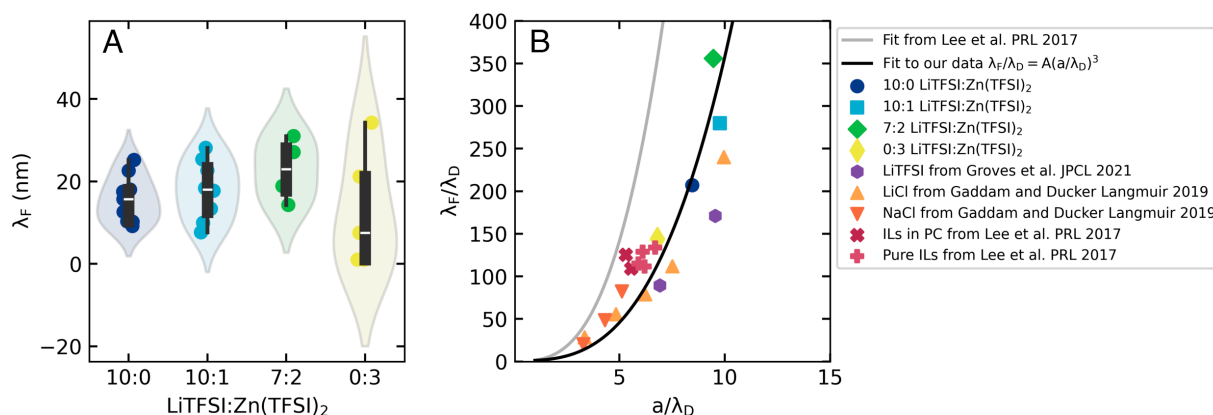 A
λF (nm)
40
20
0
−20
10:0 10:1 7:2 0:3
LiTFSI:Zn(TFSI)2
B
λF/λD
400
350
300
250
200
150
100
50
0
5 10 15
a/λD
Fit from Lee et al. PRL 2017
Fit to our data λF/λD = A(a/λD)³
10:0 LiTFSI:Zn(TFSI)2
10:1 LiTFSI:Zn(TFSI)2
7:2 LiTFSI:Zn(TFSI)2
0:3 LiTFSI:Zn(TFSI)2
LiTFSI from Groves et al. JPCL 2021
LiCl from Gaddam and Ducker Langmuir 2019
NaCl from Gaddam and Ducker Langmuir 2019
ILs in PC from Lee et al. PRL 2017
Pure ILs from Lee et al. PRL 2017